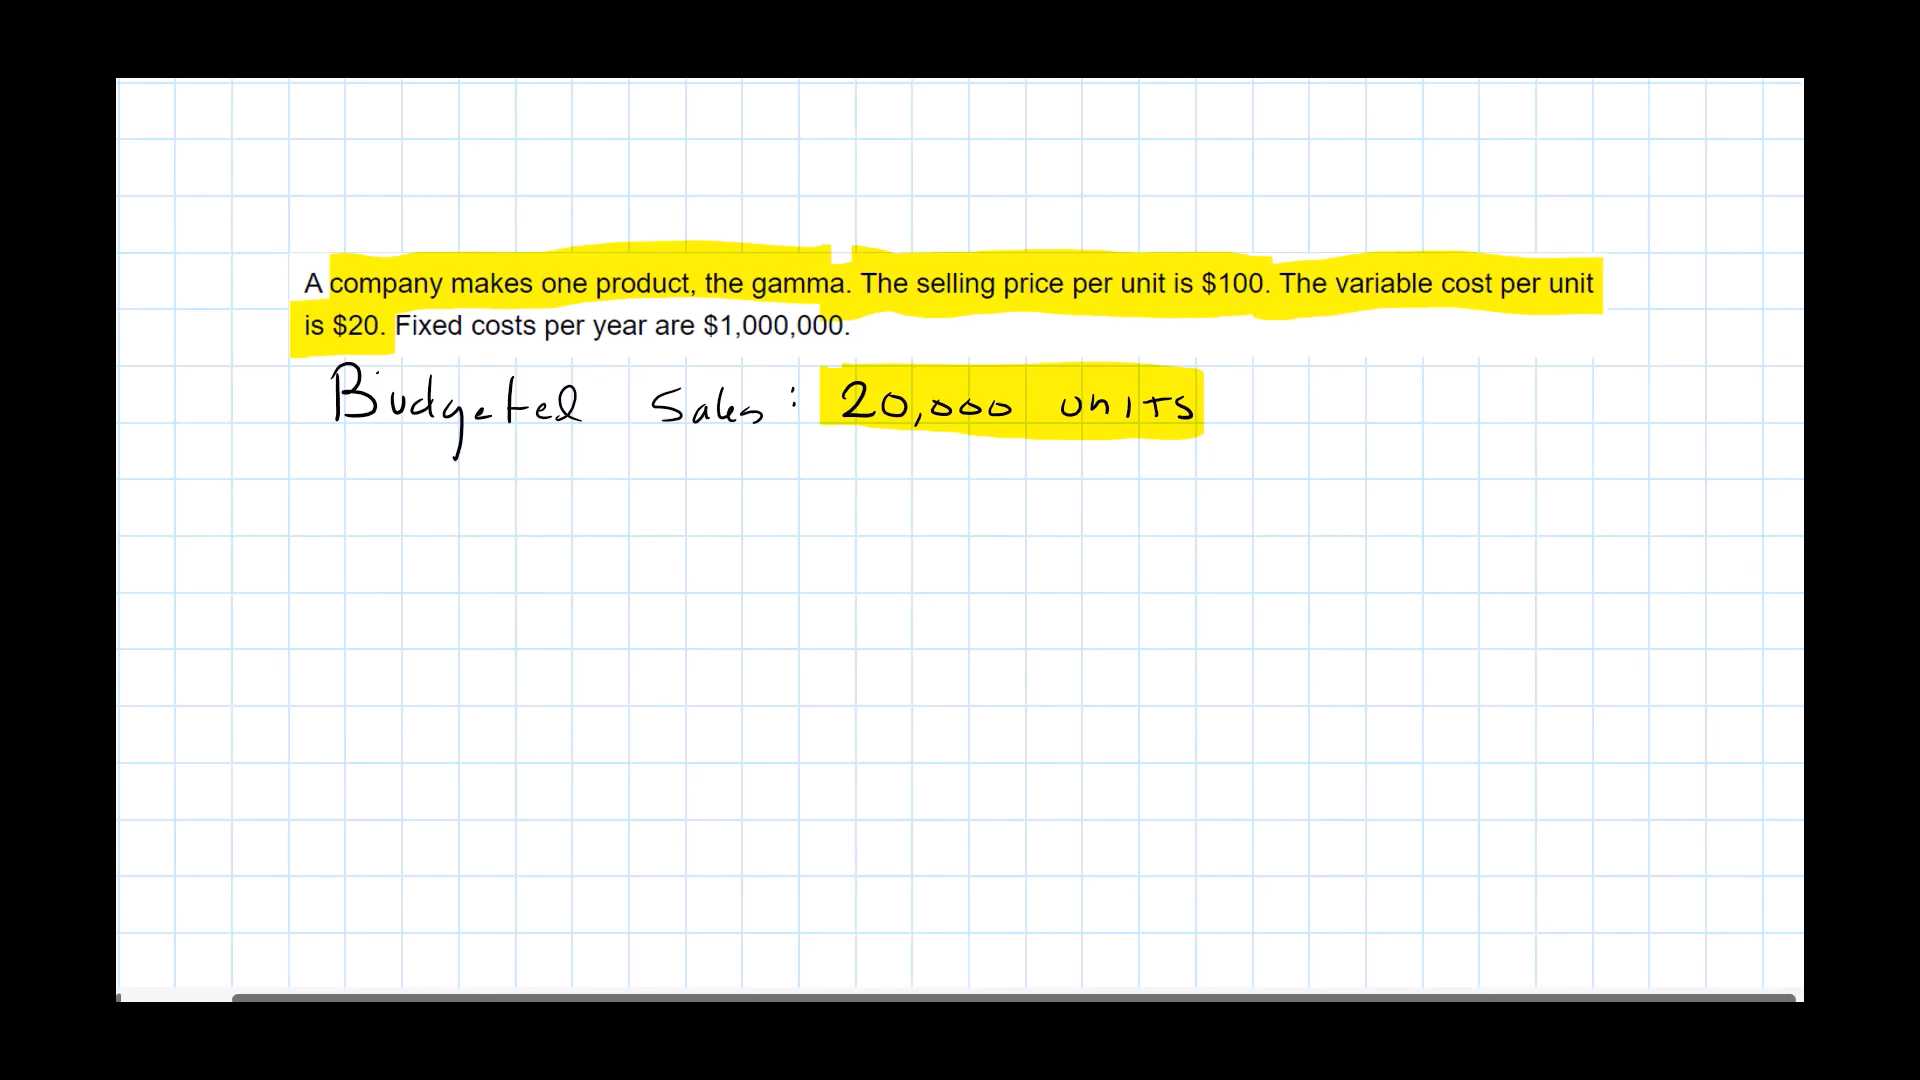 A company makes one product, the gamma. The selling price per unit is $100. The variable cost per unit
is $20. Fixed costs per year are $1,000,000.
Budgeted Sales: 20,000 units